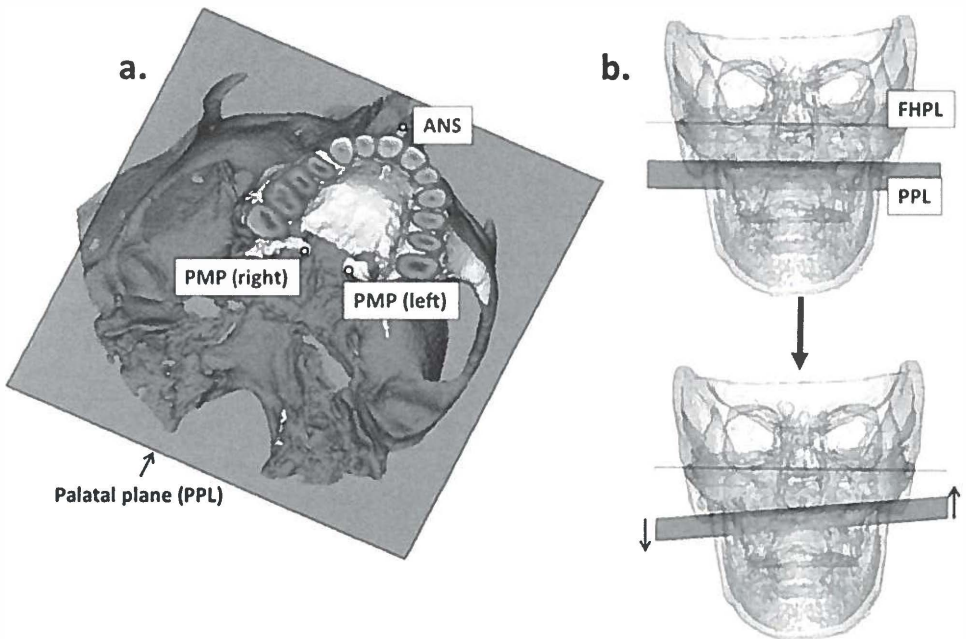 a.
ANS
PMP (right)
PMP (left)
Palatal plane (PPL)
b.
FHPL
PPL